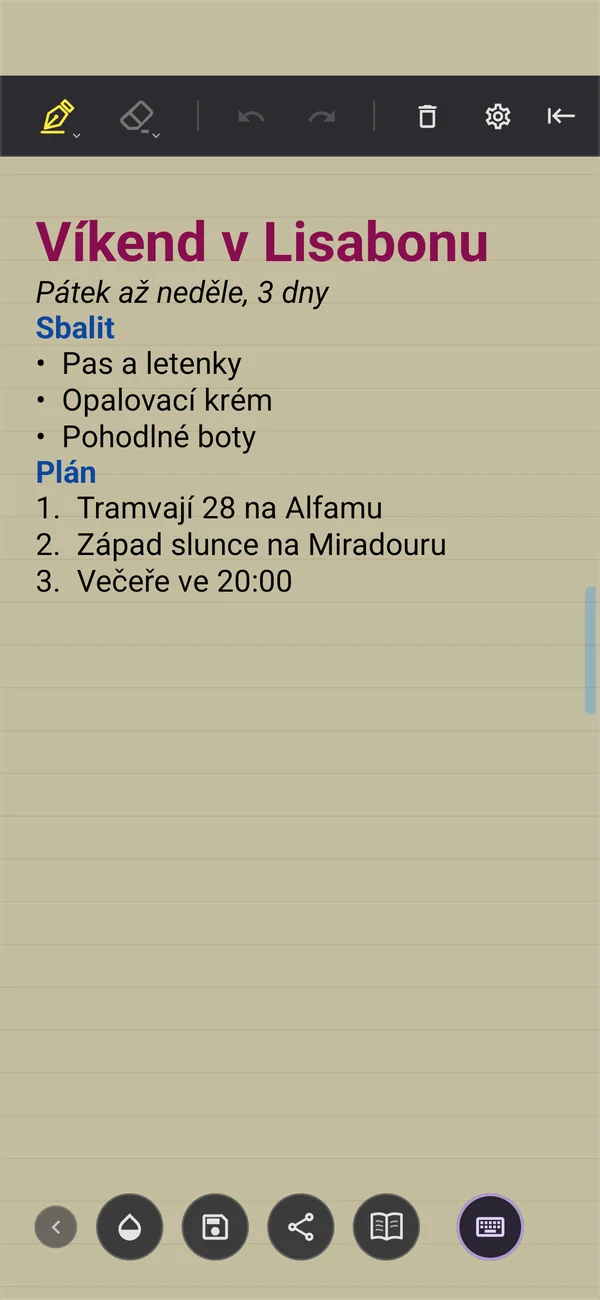 Víkend v Lisabonu
Pátek až neděle, 3 dny
Sbalit
• Pas a letenky
• Opalovací krém
• Pohodlné boty
Plán
1. Tramvají 28 na Alfamu
2. Západ slunce na Miradouru
3. Večeře ve 20:00